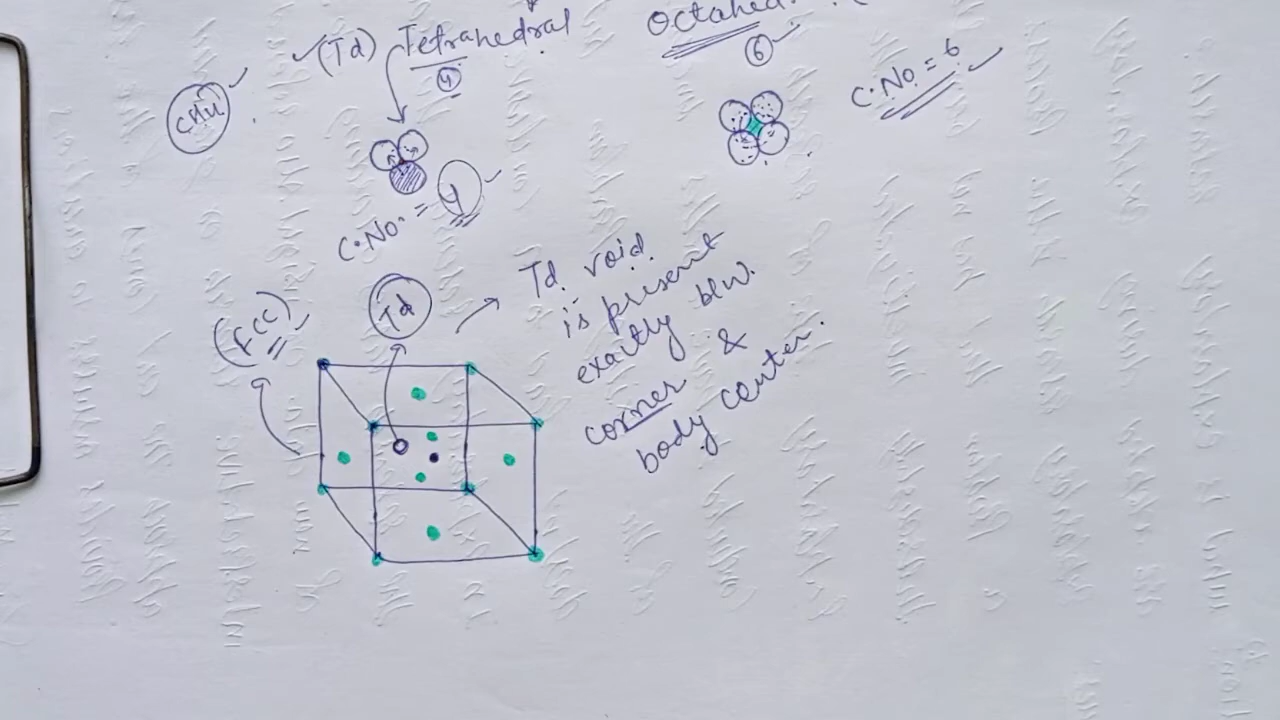 (Td) Tetrahedral
4
Octahed
6
CH4
C.No. = 4
C.No. = 6
(FCC)
Td
Td. void
is present
exactly b/w.
corner &
body center.